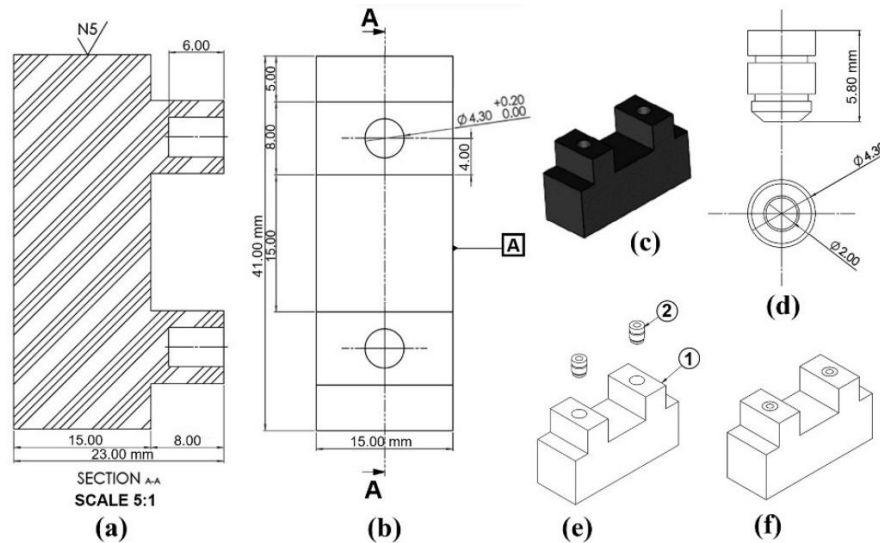 N5
6.00
15.00
8.00
23.00 mm
SECTION A-A
SCALE 5:1
(a)
A
5.00
8.00
15.00
41.00 mm
Ø 4.30 +0.20 0.00
4.00
A
15.00 mm
A
(b)
(c)
5.80 mm
Ø4.30
Ø2.00
(d)
2
1
(e)
(f)